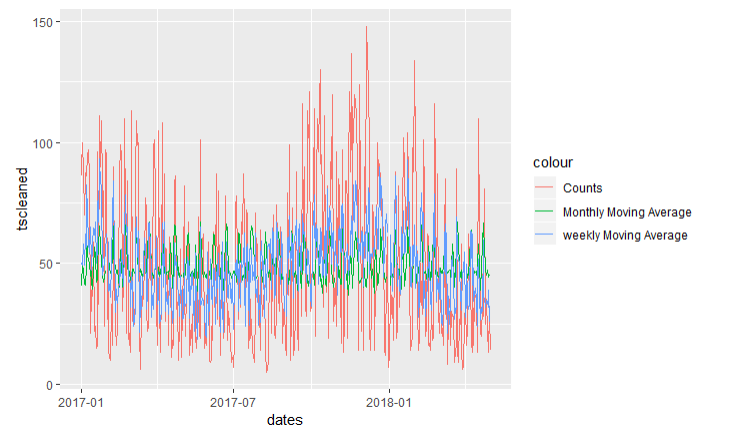 150
100
50
0
tscleaned
2017-01
2017-07
2018-01
dates
colour
Counts
Monthly Moving Average
weekly Moving Average